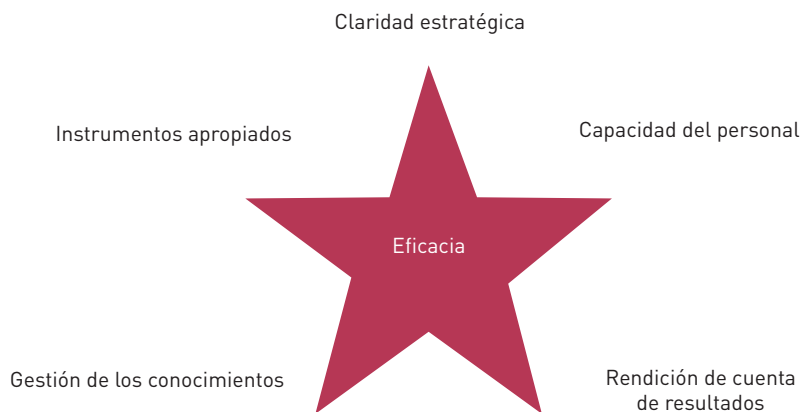 Claridad estratégica
Instrumentos apropiados
Capacidad del personal
Eficacia
Gestión de los conocimientos
Rendición de cuenta
de resultados